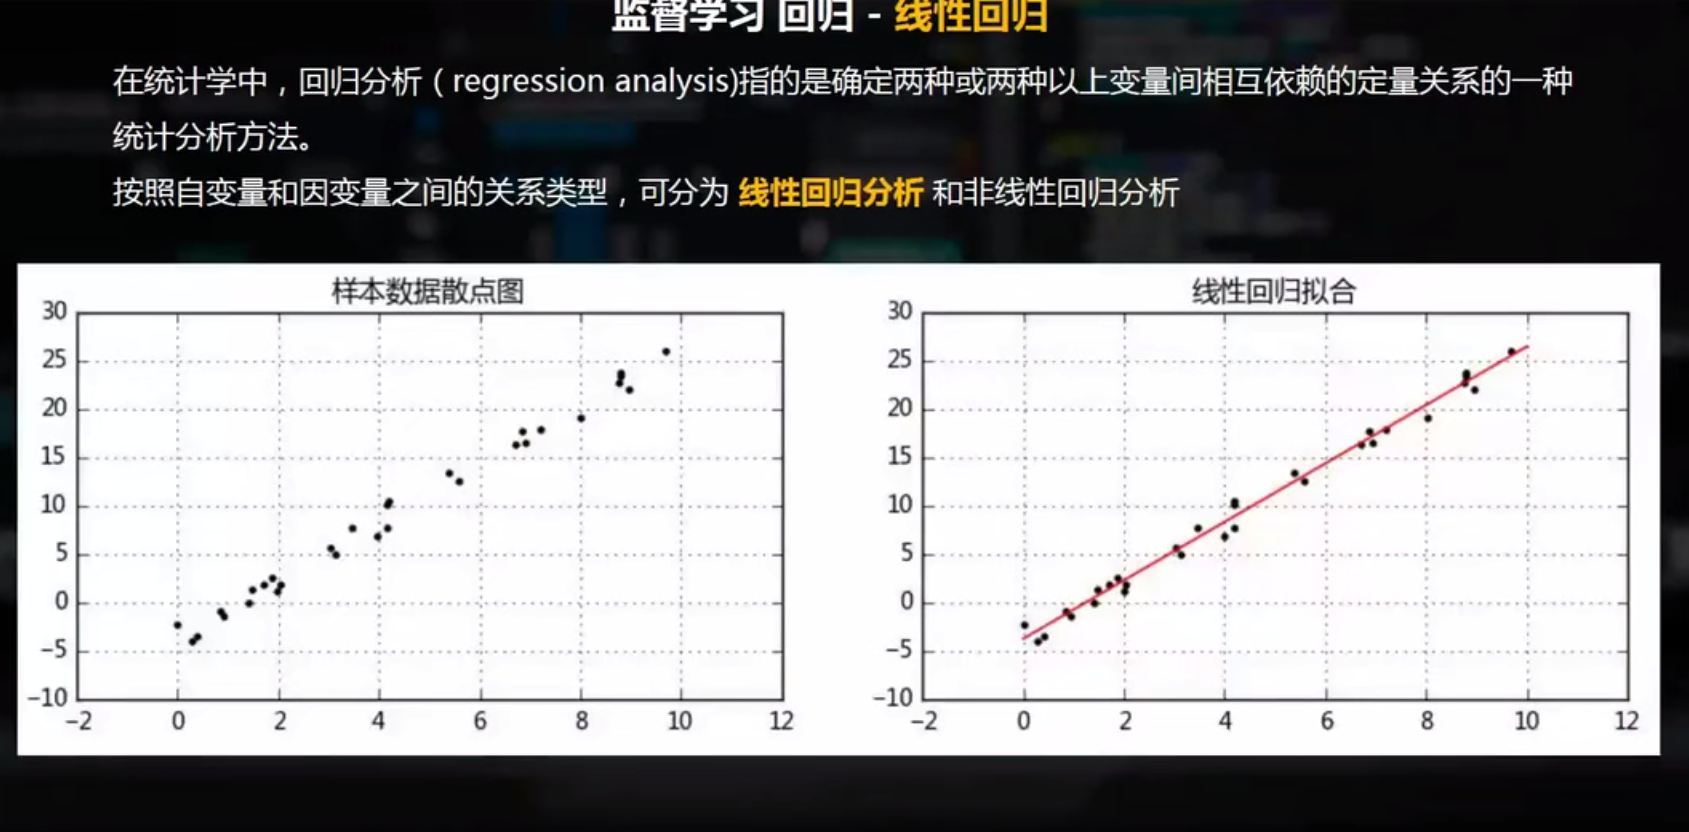 监督学习 回归 - 线性回归
在统计学中，回归分析（regression analysis)指的是确定两种或两种以上变量间相互依赖的定量关系的一种
统计分析方法。
按照自变量和因变量之间的关系类型，可分为 线性回归分析 和非线性回归分析
样本数据散点图
30
25
20
15
10
5
0
−5
−10
−2 0 2 4 6 8 10 12
线性回归拟合
30
25
20
15
10
5
0
−5
−10
−2 0 2 4 6 8 10 12